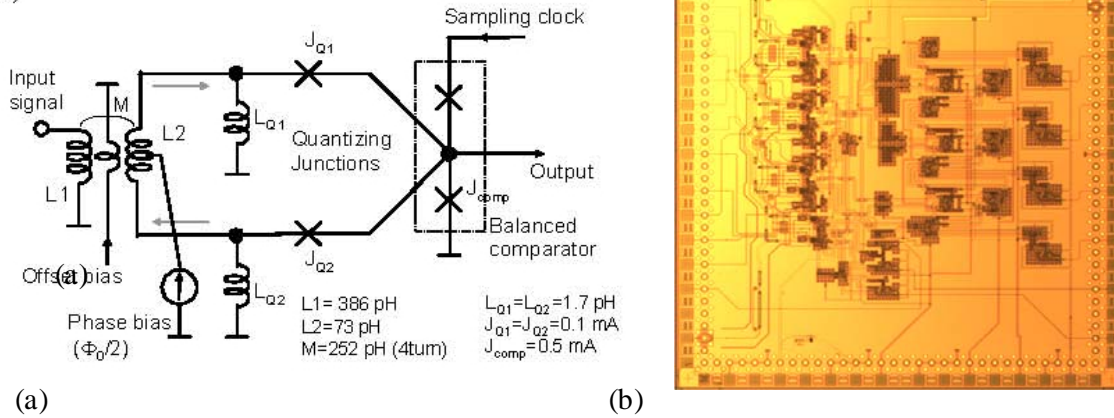 Sampling clock
J_Q1
Input signal
M
L2
L_Q1
Quantizing Junctions
L1
Output
J_comp
Balanced comparator
J_Q2
Offset bias
(a)
L_Q2
Phase bias
(Φ₀/2)
L1= 386 pH
L2=73 pH
M=252 pH (4turn)
L_Q1=L_Q2=1.7 pH
J_Q1=J_Q2=0.1 mA
J_comp=0.5 mA
(a)
(b)